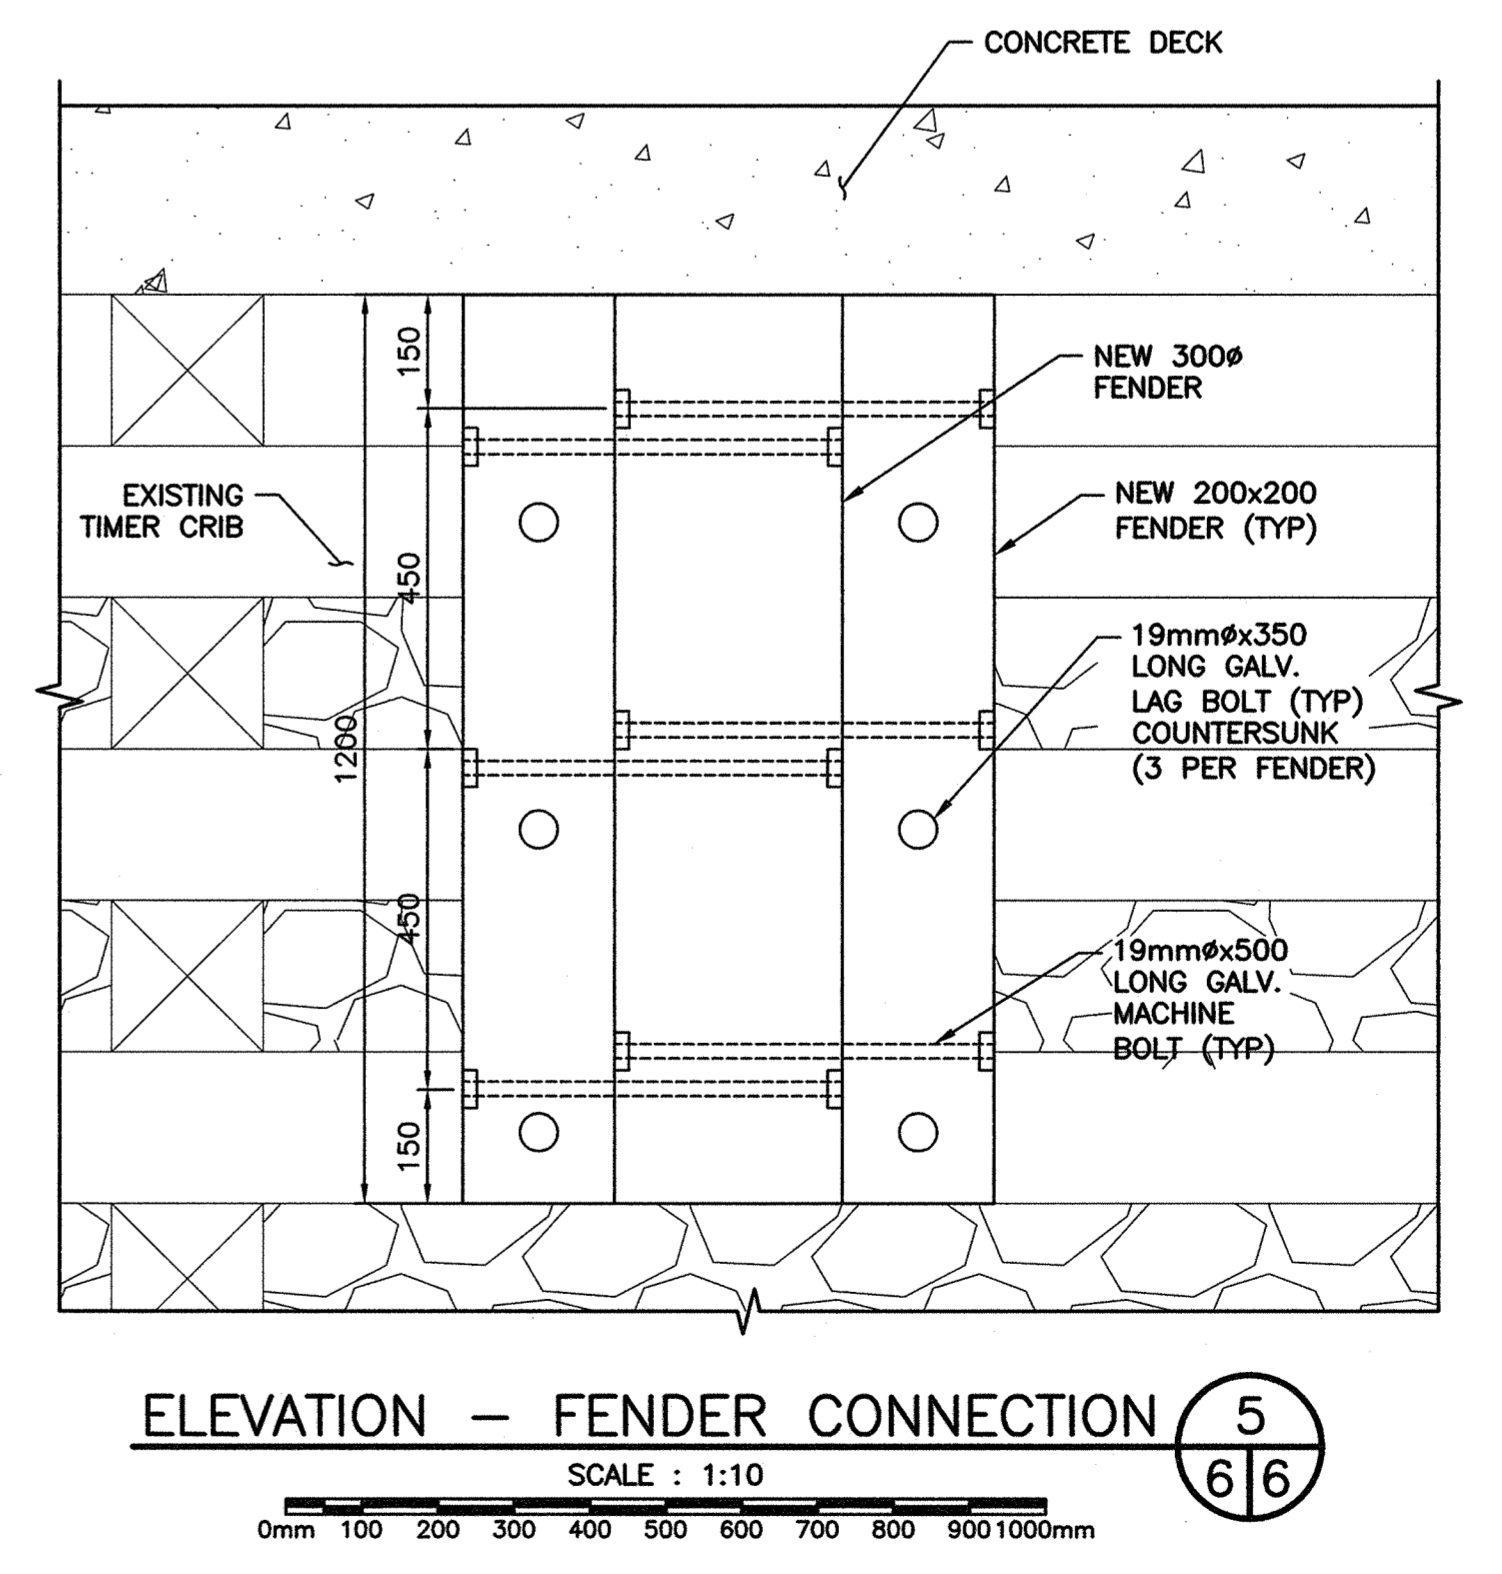 CONCRETE DECK
150
NEW 300ø
FENDER
EXISTING
TIMER CRIB
NEW 200x200
FENDER (TYP)
450
19mmøx350
LONG GALV.
LAG BOLT (TYP)
COUNTERSUNK
(3 PER FENDER)
1200
450
19mmøx500
LONG GALV.
MACHINE
BOLT (TYP)
150
ELEVATION - FENDER CONNECTION
5
6 6
SCALE : 1:10
0mm 100 200 300 400 500 600 700 800 900 1000mm